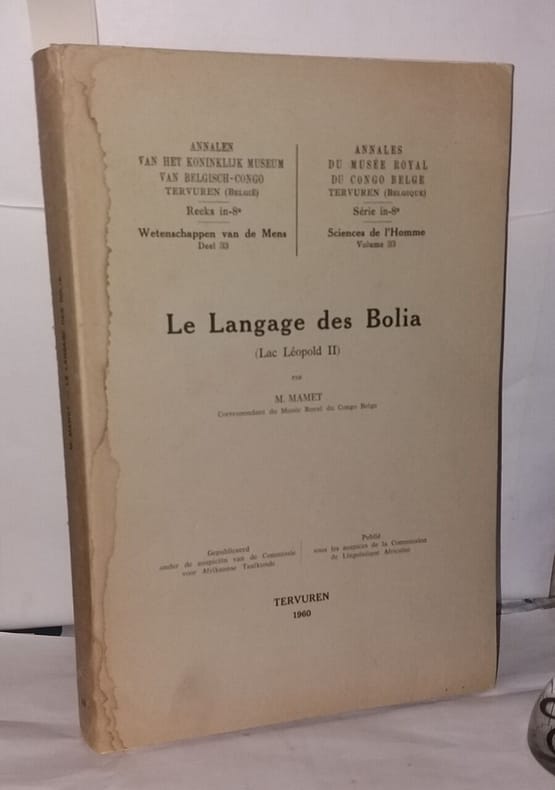 ANNALEN
VAN HET KONINKLIJK MUSEUM
VAN BELGISCH-CONGO
TERVUREN (BELGIË)
Reeks in-8°
Wetenschappen van de Mens
Deel 33
ANNALES
DU MUSÉE ROYAL
DU CONGO BELGE
TERVUREN (BELGIQUE)
Série in-8°
Sciences de l'Homme
Volume 33
Le Langage des Bolia
(Lac Léopold II)
PAR
M. MAMET
Correspondant du Musée Royal du Congo Belge
Gepubliceerd
onder de auspiciën van de Commissie
voor Afrikaanse Taalkunde
Publié
sous les auspices de la Commission
de Linguistique Africaine
TERVUREN
1960